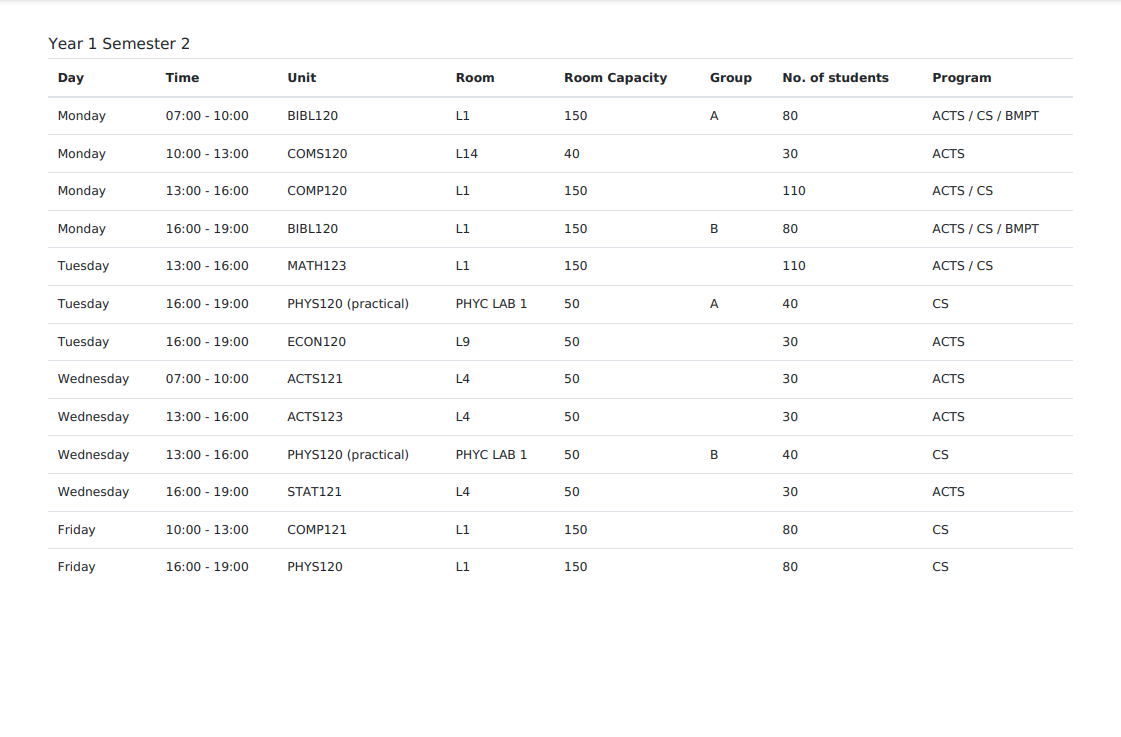 Year 1 Semester 2
Day Time Unit Room Room Capacity Group No. of students Program
Monday 07:00 - 10:00 BIBL120 L1 150 A 80 ACTS / CS / BMPT
Monday 10:00 - 13:00 COMS120 L14 40 30 ACTS
Monday 13:00 - 16:00 COMP120 L1 150 110 ACTS / CS
Monday 16:00 - 19:00 BIBL120 L1 150 B 80 ACTS / CS / BMPT
Tuesday 13:00 - 16:00 MATH123 L1 150 110 ACTS / CS
Tuesday 16:00 - 19:00 PHYS120 (practical) PHYC LAB 1 50 A 40 CS
Tuesday 16:00 - 19:00 ECON120 L9 50 30 ACTS
Wednesday 07:00 - 10:00 ACTS121 L4 50 30 ACTS
Wednesday 13:00 - 16:00 ACTS123 L4 50 30 ACTS
Wednesday 13:00 - 16:00 PHYS120 (practical) PHYC LAB 1 50 B 40 CS
Wednesday 16:00 - 19:00 STAT121 L4 50 30 ACTS
Friday 10:00 - 13:00 COMP121 L1 150 80 CS
Friday 16:00 - 19:00 PHYS120 L1 150 80 CS